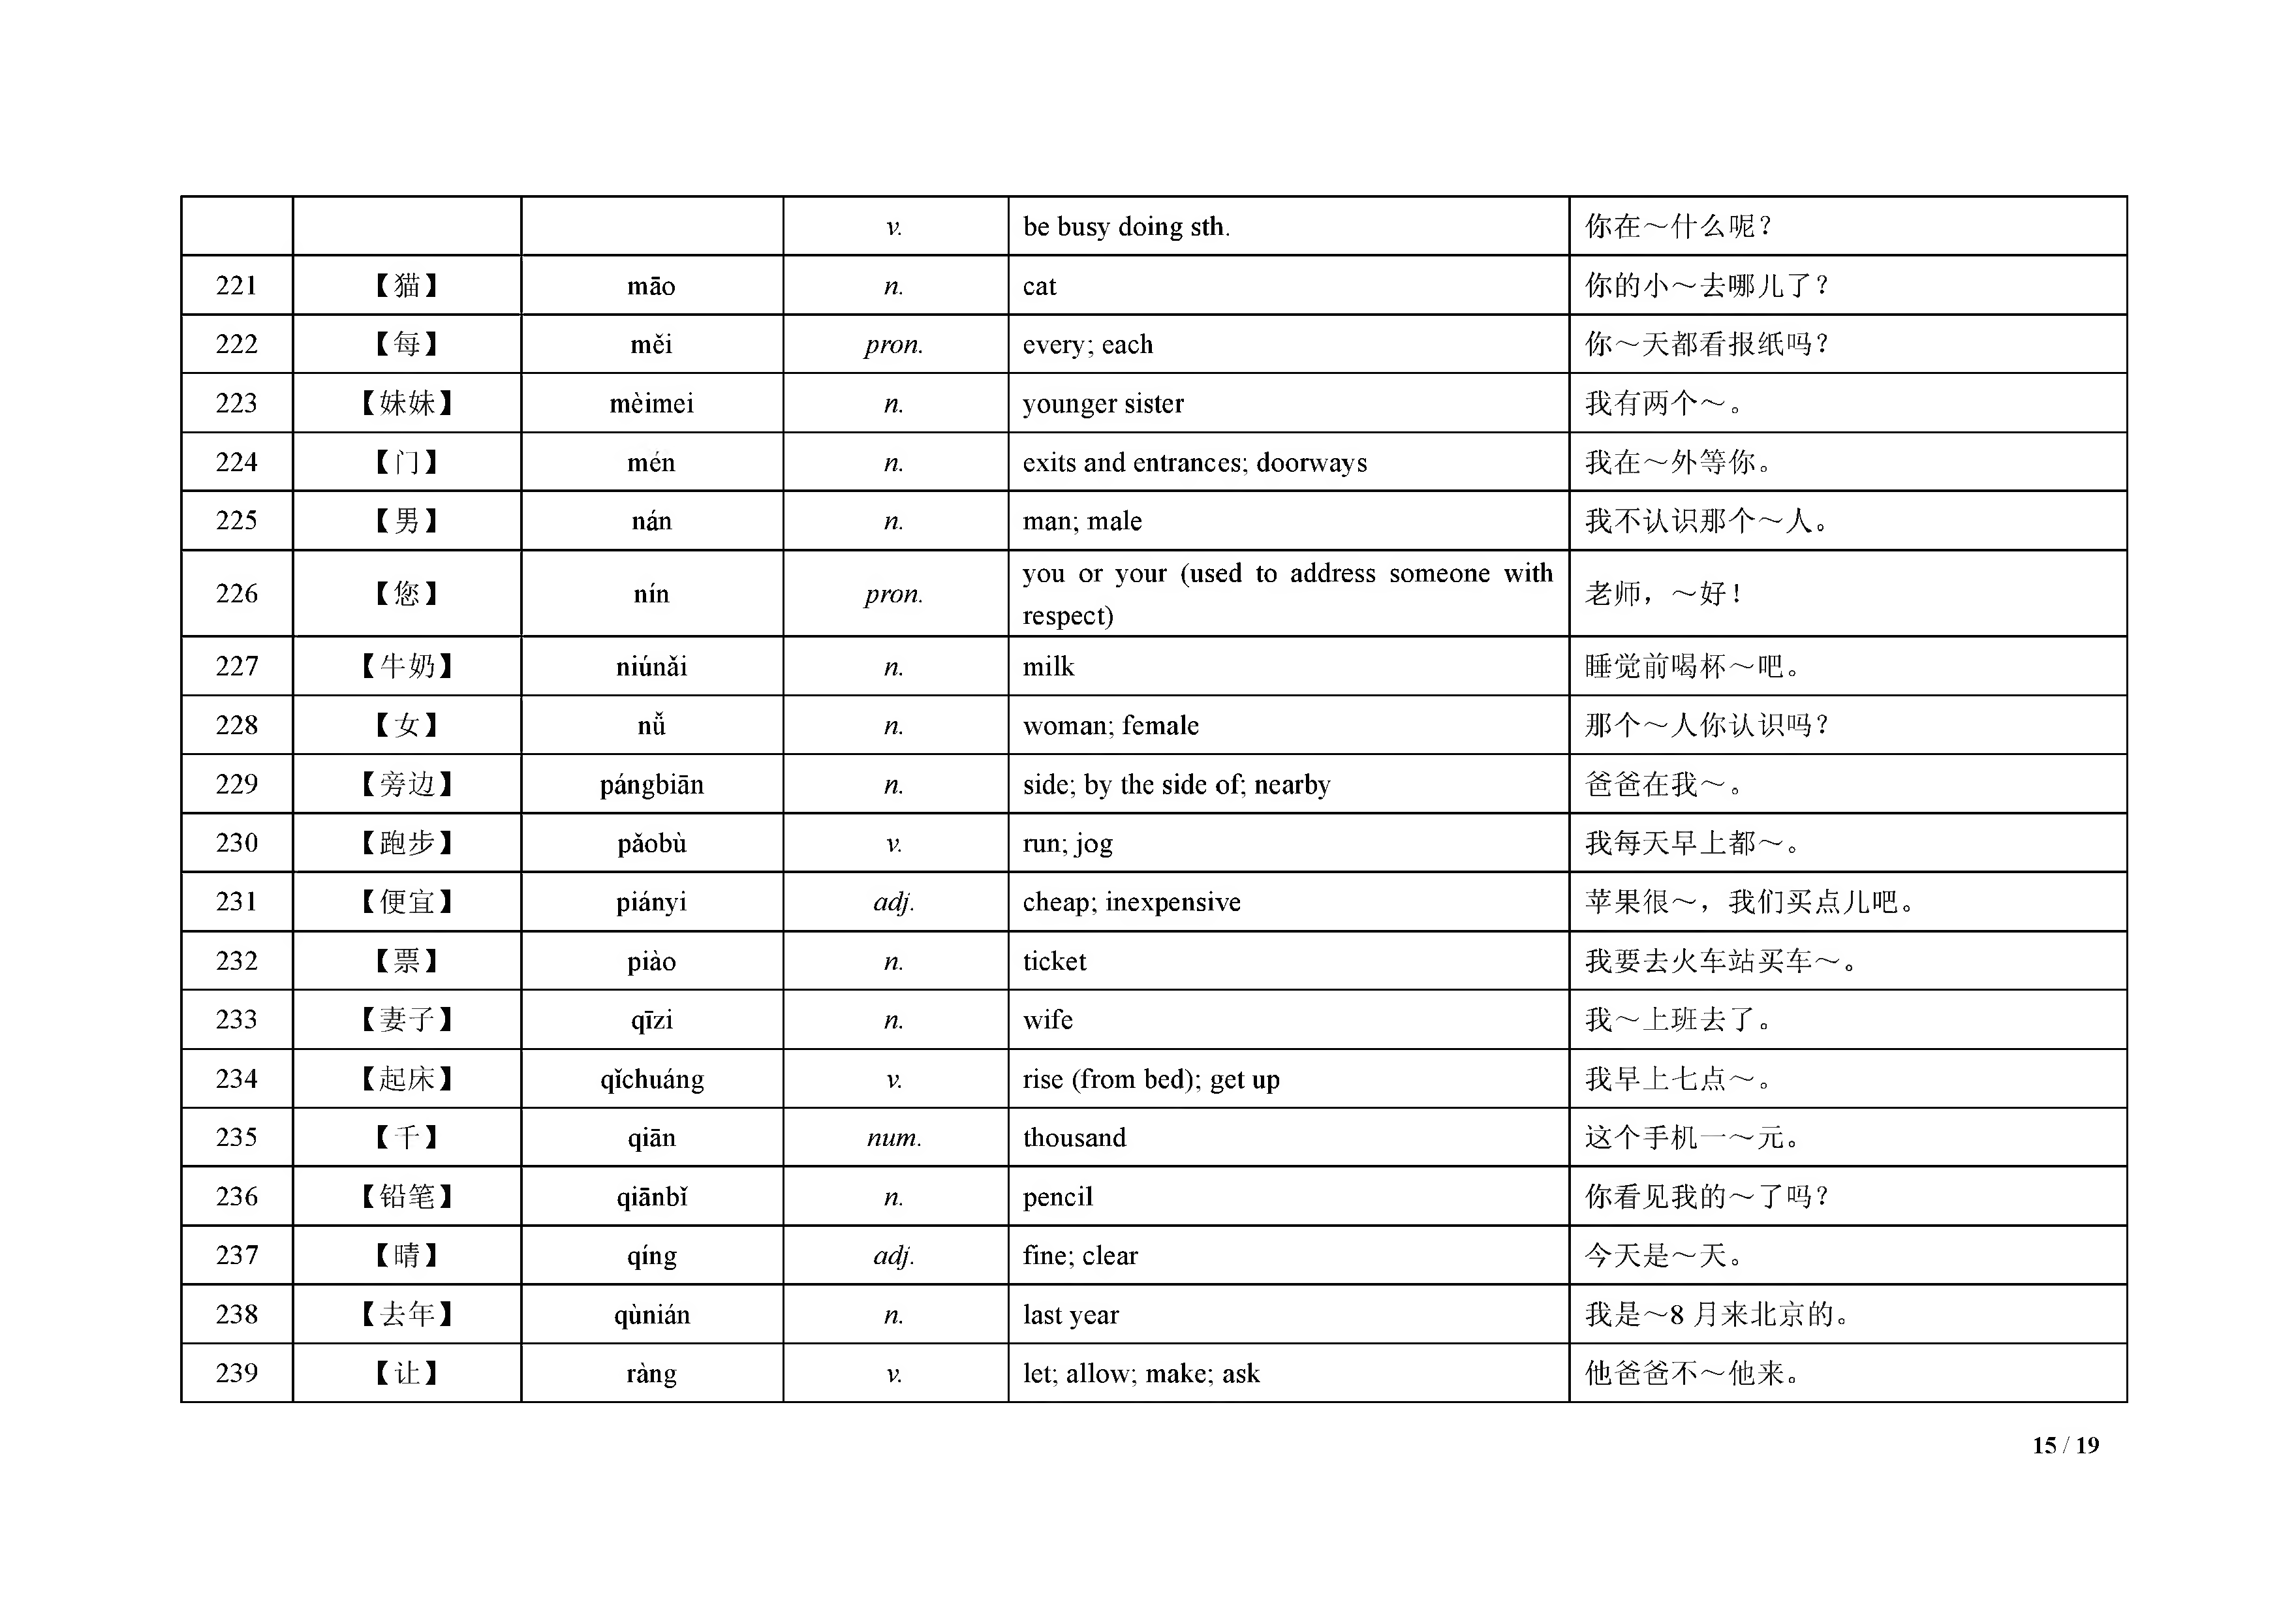 v. be busy doing sth. 你在～什么呢？
221 【猫】 māo n. cat 你的小～去哪儿了？
222 【每】 měi pron. every; each 你～天都看报纸吗？
223 【妹妹】 mèimei n. younger sister 我有两个～。
224 【门】 mén n. exits and entrances; doorways 我在～外等你。
225 【男】 nán n. man; male 我不认识那个～人。
226 【您】 nín pron. you or your (used to address someone with
respect) 老师，～好！
227 【牛奶】 niúnǎi n. milk 睡觉前喝杯～吧。
228 【女】 nǚ n. woman; female 那个～人你认识吗？
229 【旁边】 pángbiān n. side; by the side of; nearby 爸爸在我～。
230 【跑步】 pǎobù v. run; jog 我每天早上都～。
231 【便宜】 piányi adj. cheap; inexpensive 苹果很～，我们买点儿吧。
232 【票】 piào n. ticket 我要去火车站买车～。
233 【妻子】 qīzi n. wife 我～上班去了。
234 【起床】 qǐchuáng v. rise (from bed); get up 我早上七点～。
235 【千】 qiān num. thousand 这个手机一～元。
236 【铅笔】 qiānbǐ n. pencil 你看见我的～了吗？
237 【晴】 qíng adj. fine; clear 今天是～天。
238 【去年】 qùnián n. last year 我是～8 月来北京的。
239 【让】 ràng v. let; allow; make; ask 他爸爸不～他来。
15 / 19